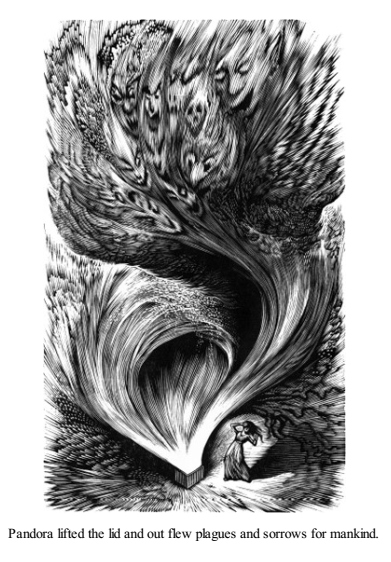 Pandora lifted the lid and out flew plagues and sorrows for mankind.